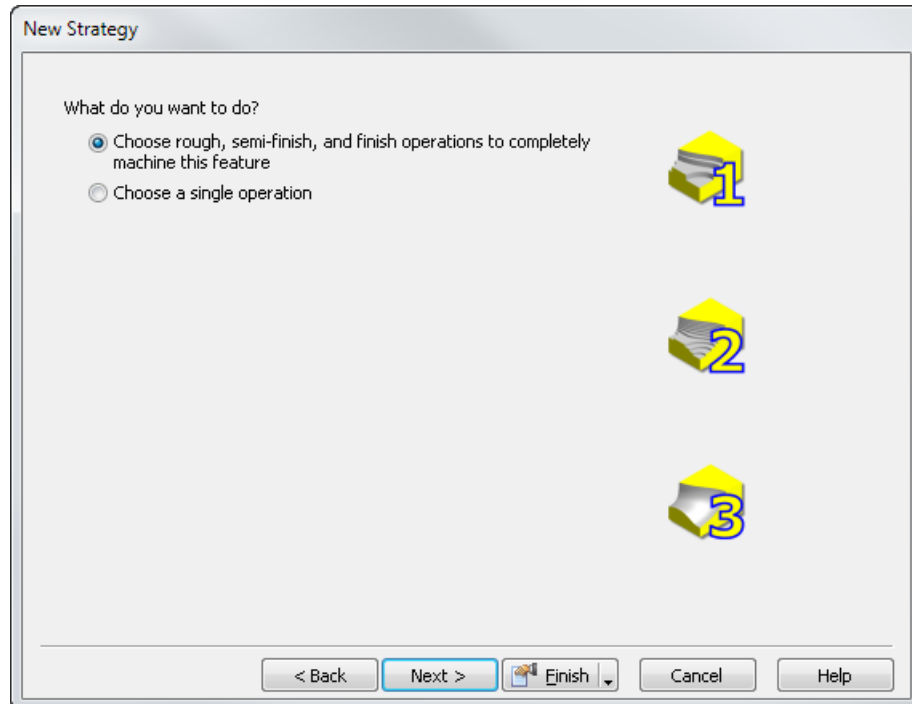 New Strategy
What do you want to do?
Choose rough, semi-finish, and finish operations to completely
machine this feature
Choose a single operation
1
2
3
< Back
Next >
Finish
Cancel
Help